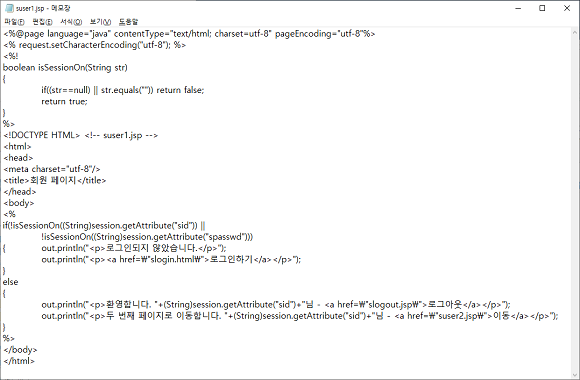 suser1.jsp - 메모장
파일(F) 편집(E) 서식(O) 보기(V) 도움말
<%@page language="java" contentType="text/html; charset=utf-8" pageEncoding="utf-8"%>
<% request.setCharacterEncoding("utf-8"); %>
<%!
boolean isSessionOn(String str)
{
if((str==null) || str.equals("")) return false;
return true;
}
%>
<!DOCTYPE HTML> <!-- suser1.jsp -->
<html>
<head>
<meta charset="utf-8"/>
<title>회원 페이지</title>
</head>
<body>
<%
if(!isSessionOn((String)session.getAttribute("sid")) ||
!isSessionOn((String)session.getAttribute("spasswd")))
{ out.println("<p>로그인되지 않았습니다.</p>");
out.println("<p><a href=₩"slogin.html₩">로그인하기</a></p>");
}
else
{
out.println("<p>환영합니다. "+(String)session.getAttribute("sid")+"님 - <a href=₩"slogout.jsp₩">로그아웃</a></p>");
out.println("<p>두 번째 페이지로 이동합니다. "+(String)session.getAttribute("sid")+"님 - <a href=₩"suser2.jsp₩">이동</a></p>");
}
%>
</body>
</html>